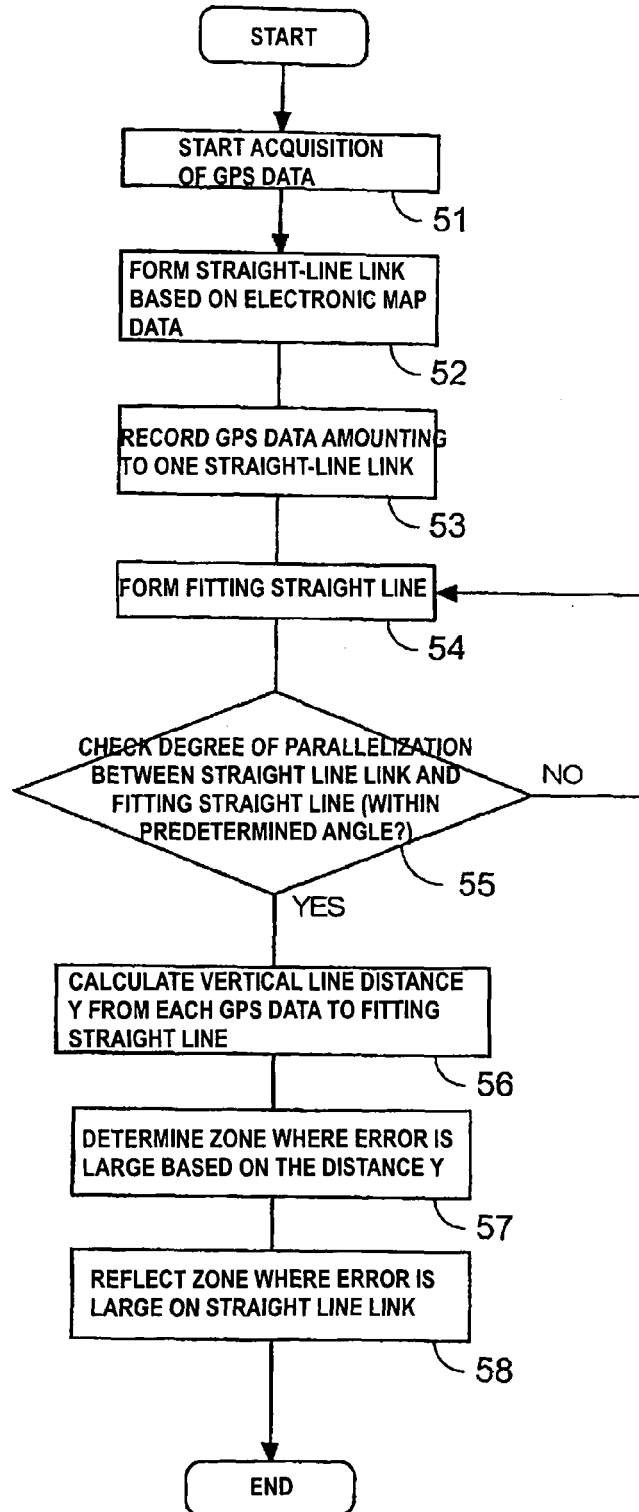 START
START ACQUISITION
OF GPS DATA
51
FORM STRAIGHT-LINE LINK
BASED ON ELECTRONIC MAP
DATA
52
RECORD GPS DATA AMOUNTING
TO ONE STRAIGHT-LINE LINK
53
FORM FITTING STRAIGHT LINE
54
CHECK DEGREE OF PARALLELIZATION
BETWEEN STRAIGHT LINE LINK AND
FITTING STRAIGHT LINE (WITHIN
PREDETERMINED ANGLE?)
NO
55
YES
CALCULATE VERTICAL LINE DISTANCE
Y FROM EACH GPS DATA TO FITTING
STRAIGHT LINE
56
DETERMINE ZONE WHERE ERROR IS
LARGE BASED ON THE DISTANCE Y
57
REFLECT ZONE WHERE ERROR IS
LARGE ON STRAIGHT LINE LINK
58
END